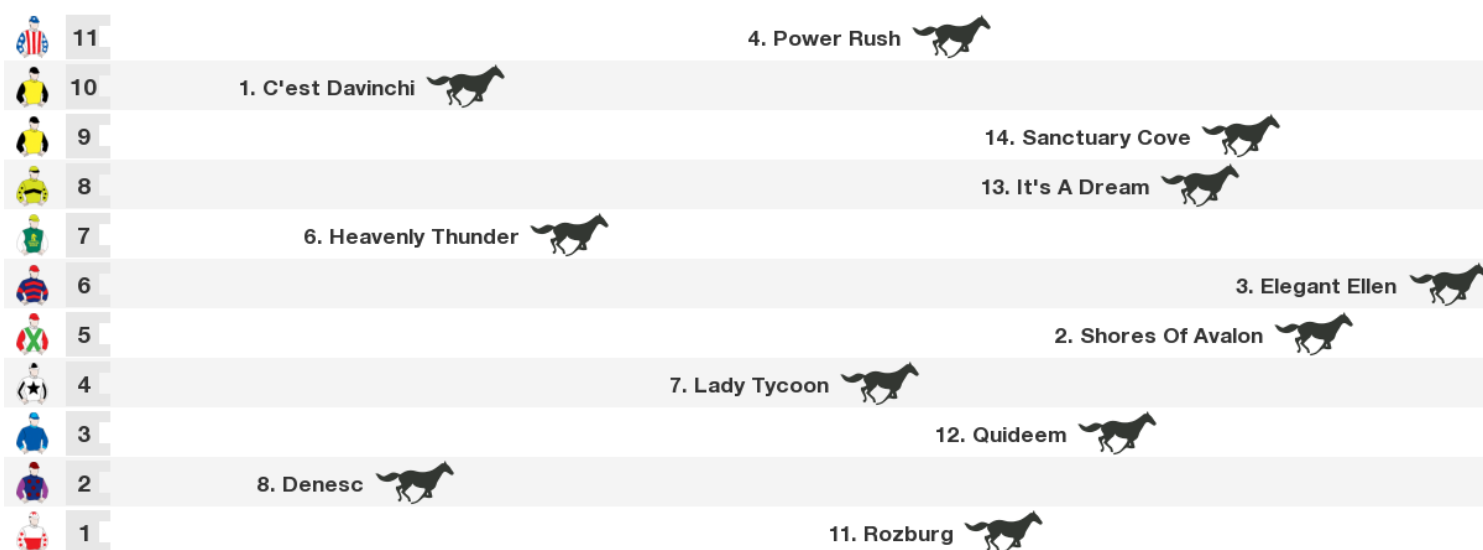 11 4. Power Rush
10 1. C'est Davinchi
9 14. Sanctuary Cove
8 13. It's A Dream
7 6. Heavenly Thunder
6 3. Elegant Ellen
5 2. Shores Of Avalon
4 7. Lady Tycoon
3 12. Quideem
2 8. Denesc
1 11. Rozburg